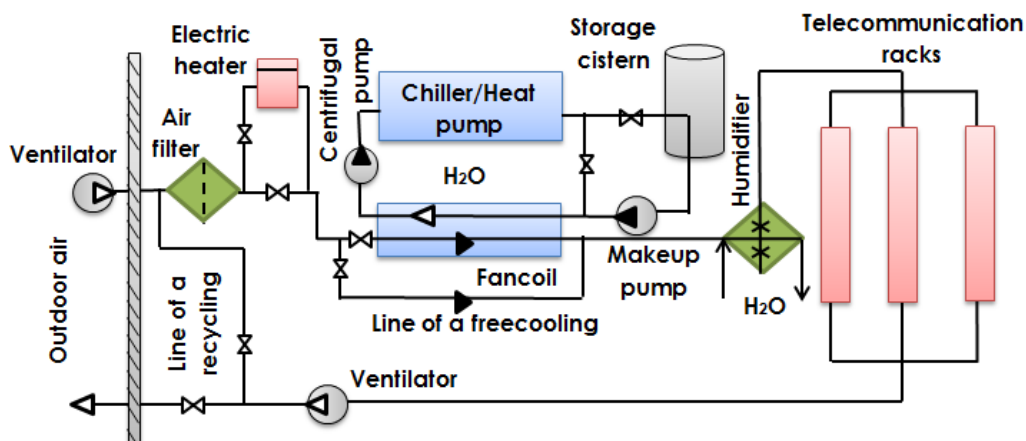 Electric
heater
Centrifugal
pump
Storage
cistern
Telecommunication
racks
Air
filter
Ventilator
Chiller/Heat
pump
H2O
Humidifier
Fancoil
Makeup
pump
H2O
Line of a freecooling
Outdoor air
Line of a
recycling
Ventilator